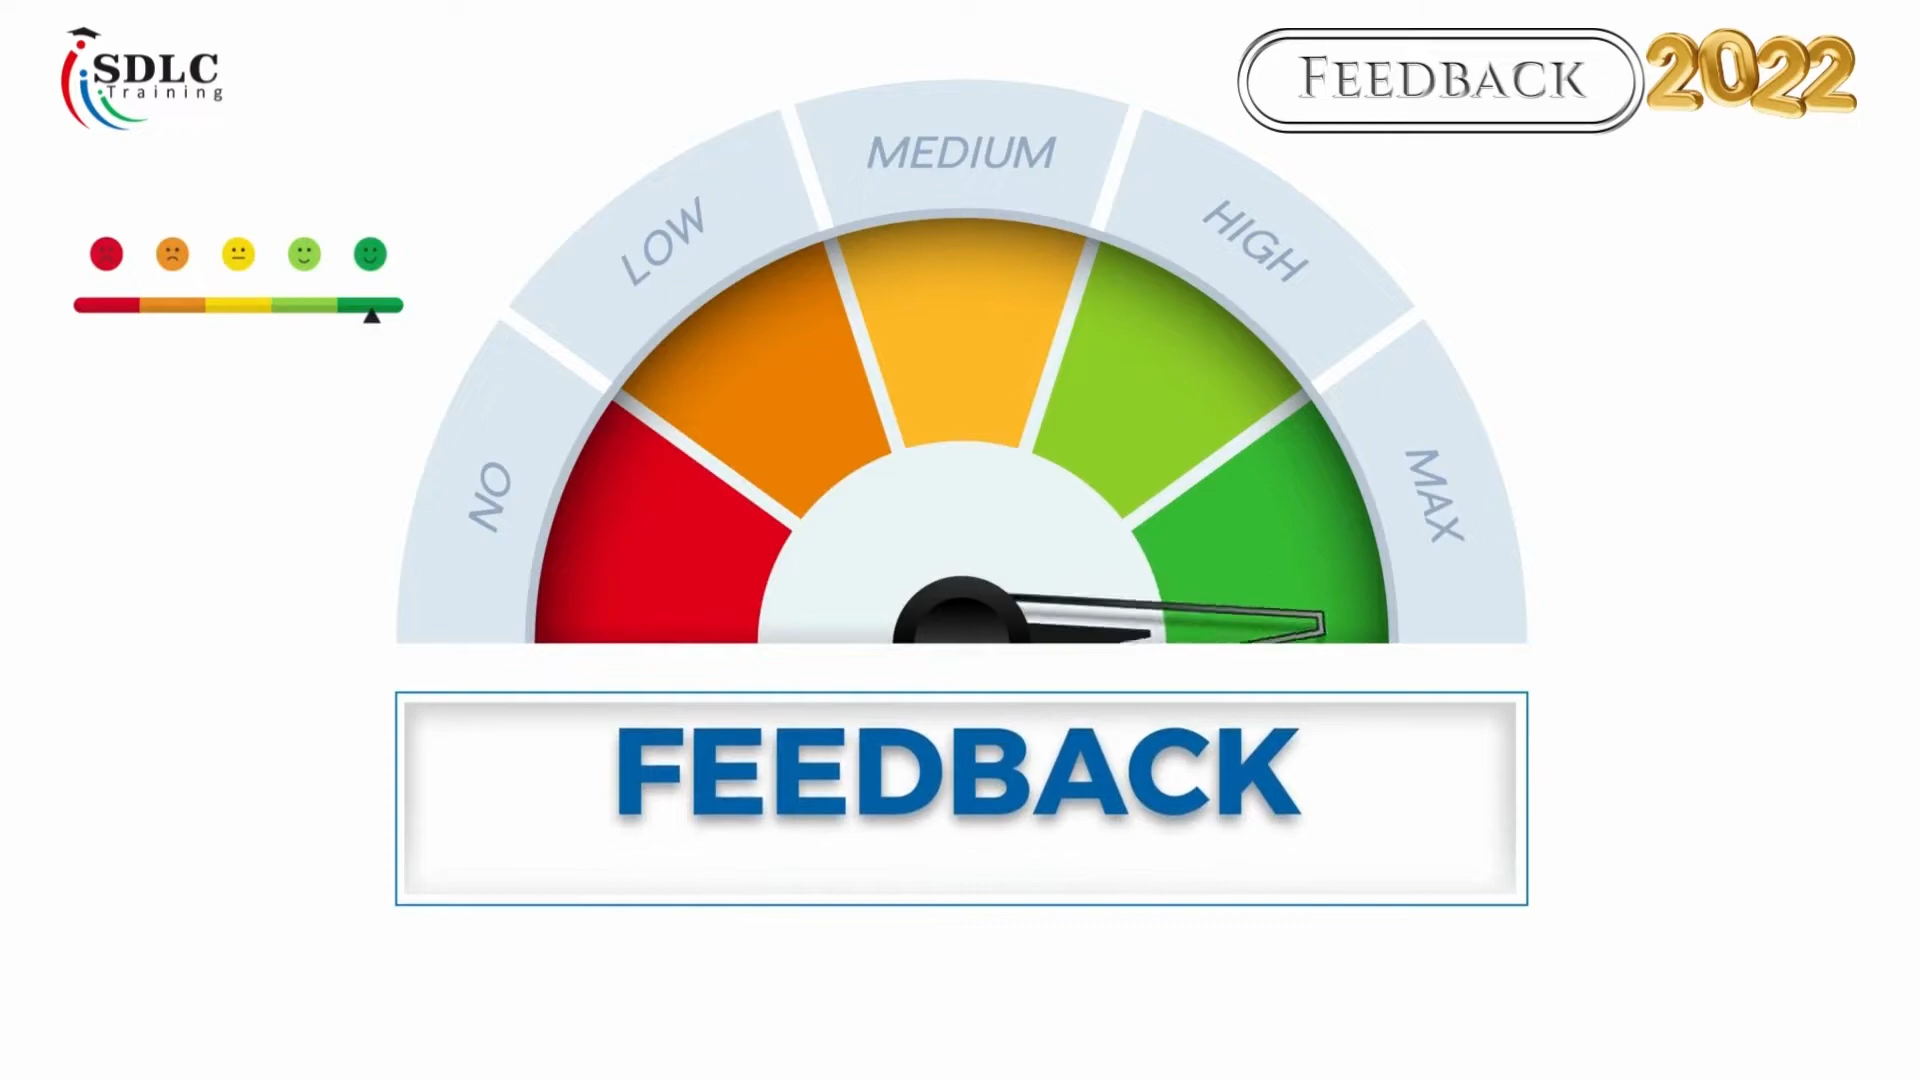 SDLC
Training
FEEDBACK 2022
NO
LOW
MEDIUM
HIGH
MAX
FEEDBACK